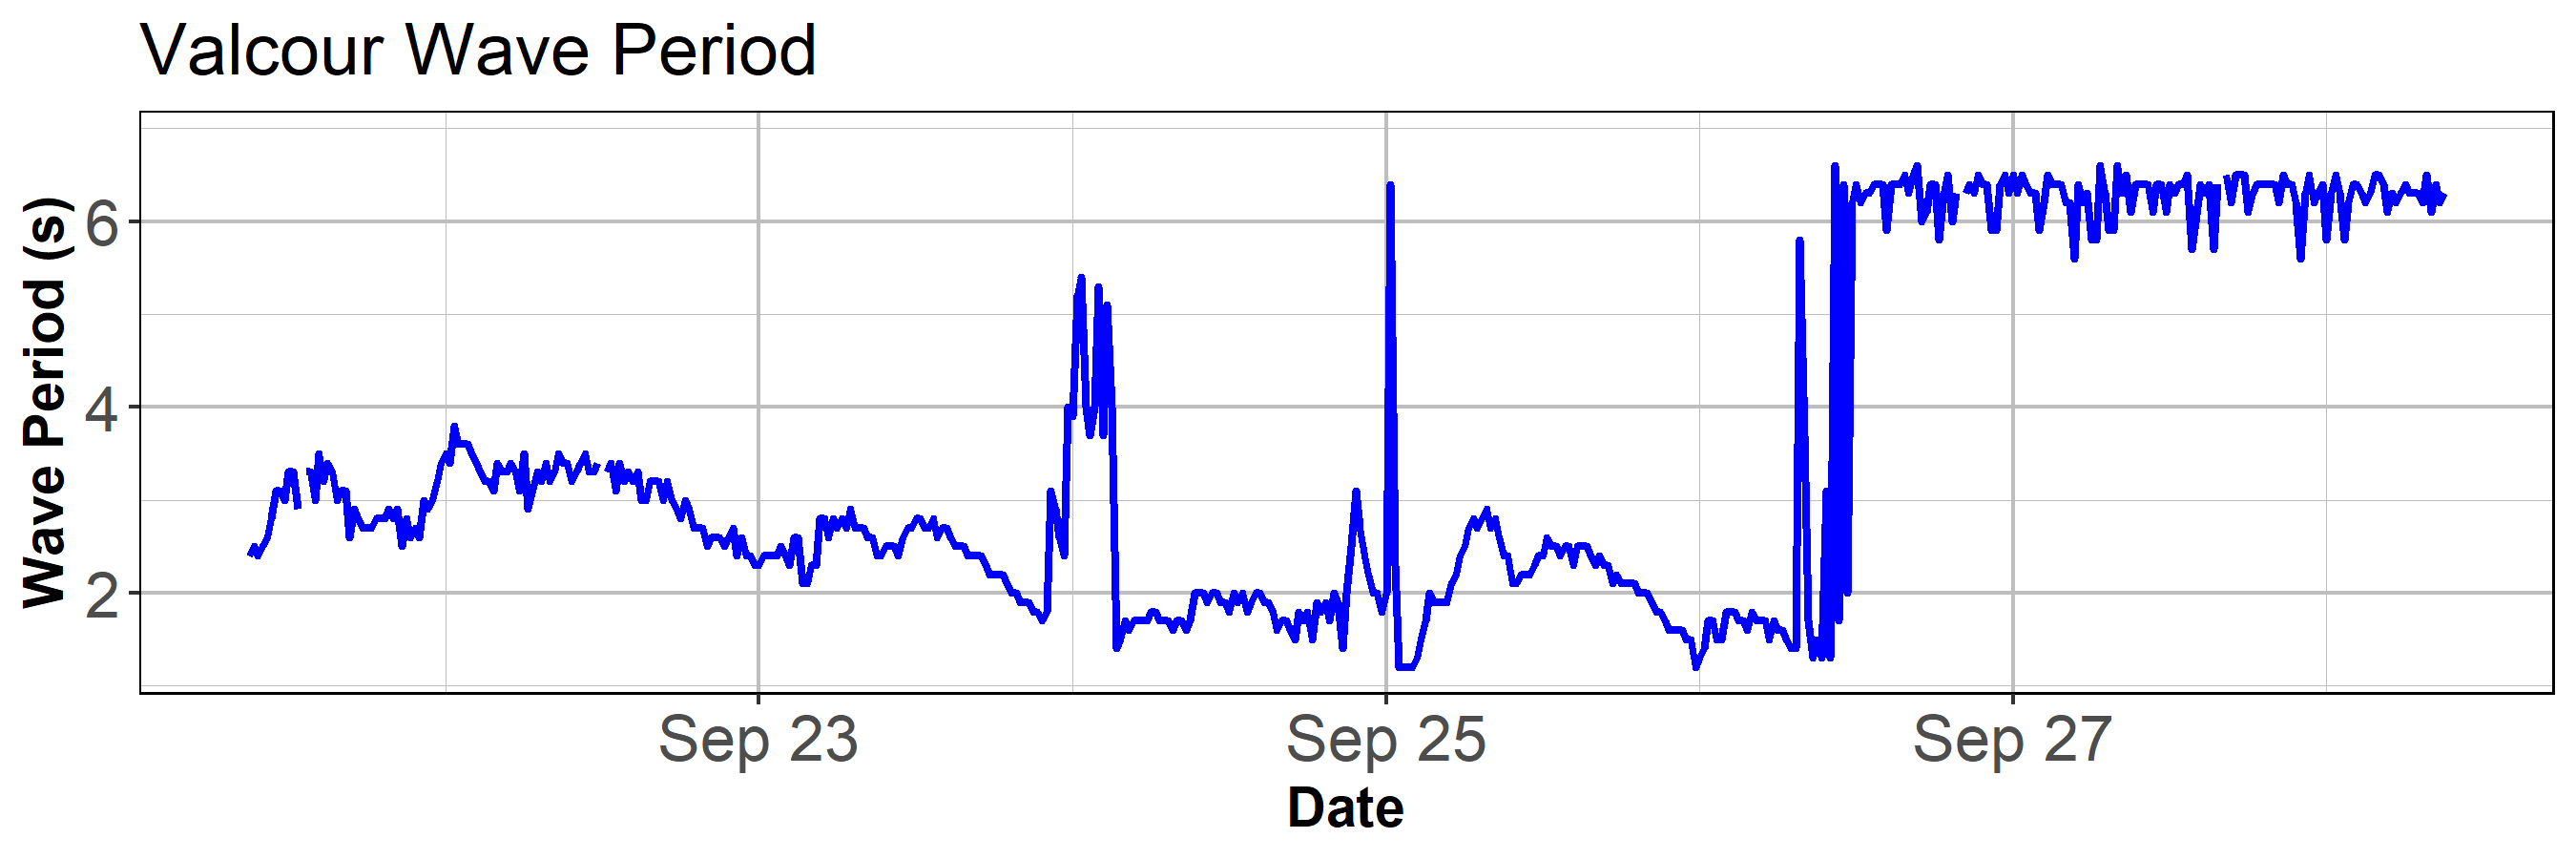 Valcour Wave Period
Wave Period (s)
6
4
2
Sep 23
Sep 25
Sep 27
Date